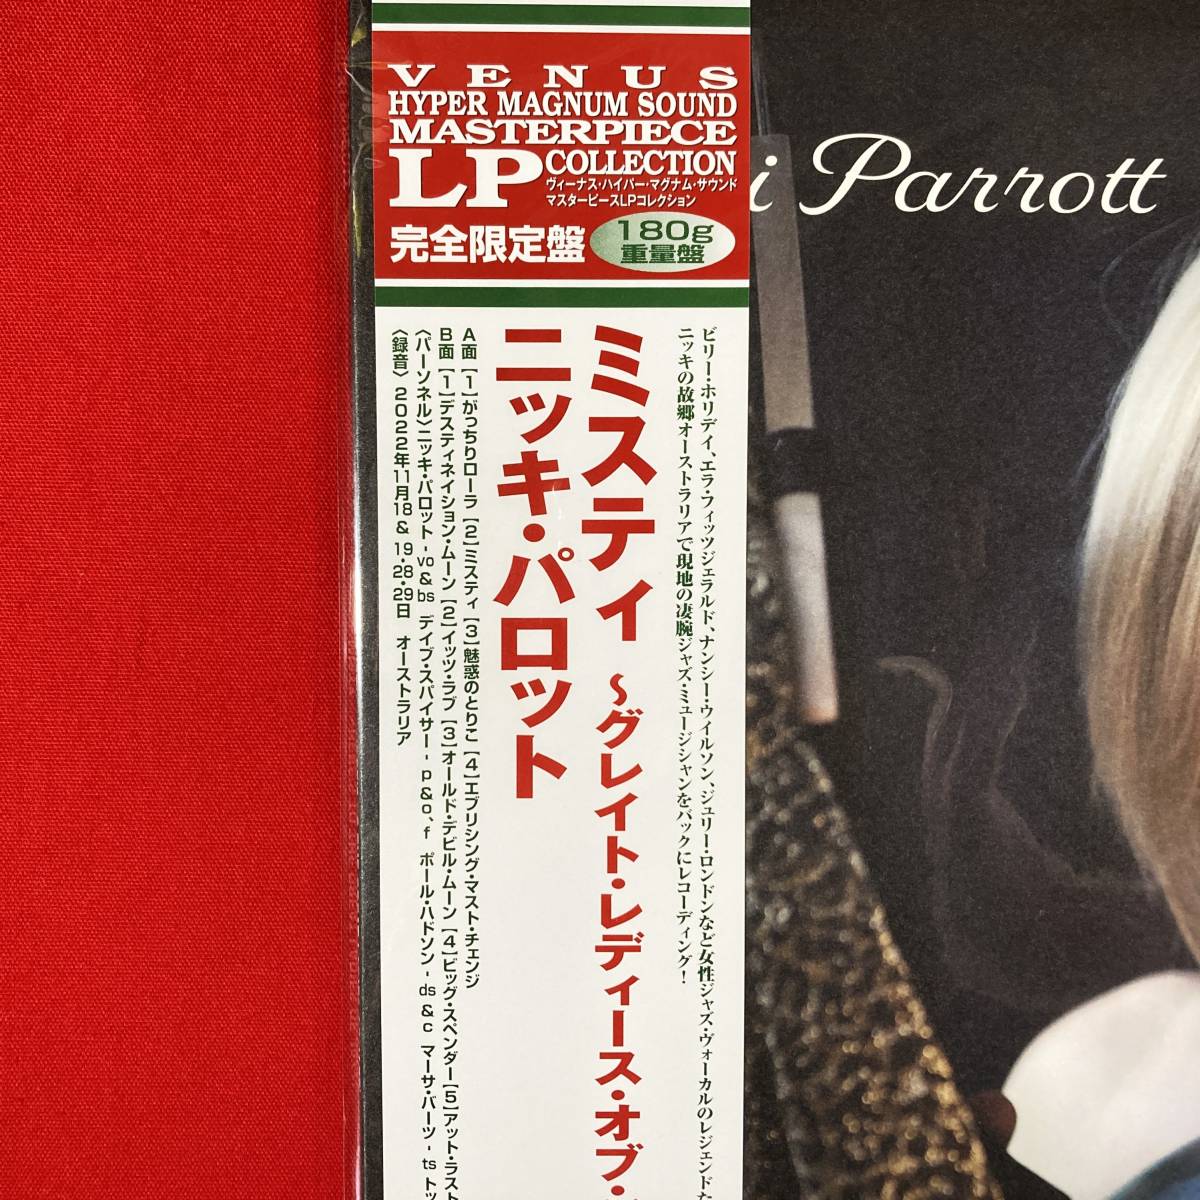 VENUS
HYPER MAGNUM SOUND
MASTERPIECE
LP COLLECTION
ヴィーナス・ハイパー・マグナム・サウンド
マスターピースLPコレクション
完全限定盤
180g
重量盤
i Parrott
ビリー・ホリデイ、エラ・フィッツジェラルド、ナンシー・ウイルソン、ジュリー・ロンドンなど女性ジャズ・ヴォーカルのレジェンドた
ニッキの故郷オーストラリアで現地の凄腕ジャズ・ミュージシャンをバックにレコーディング!
ミスティ ~グレイト・レディース・オブ・
ニッキ・パロット
A面 [1]がっちりローラ [2]ミスティ [3]魅惑のとりこ [4]エブリシング・マスト・チェンジ
B面 [1]デスティネイション・ムーン [2]イッツ・ラブ [3]オールド・デビル・ムーン [4]ビッグ・スペンダー [5]アット・ラスト
〈パーソネル〉ニッキ・パロット - vo & bs デイブ・スパイサー - p & o、f ポール・ハドソン - ds & c マーサ・バーツ - ts トッ
〈録音〉2022年11月18 & 19・28・29日 オーストラリア